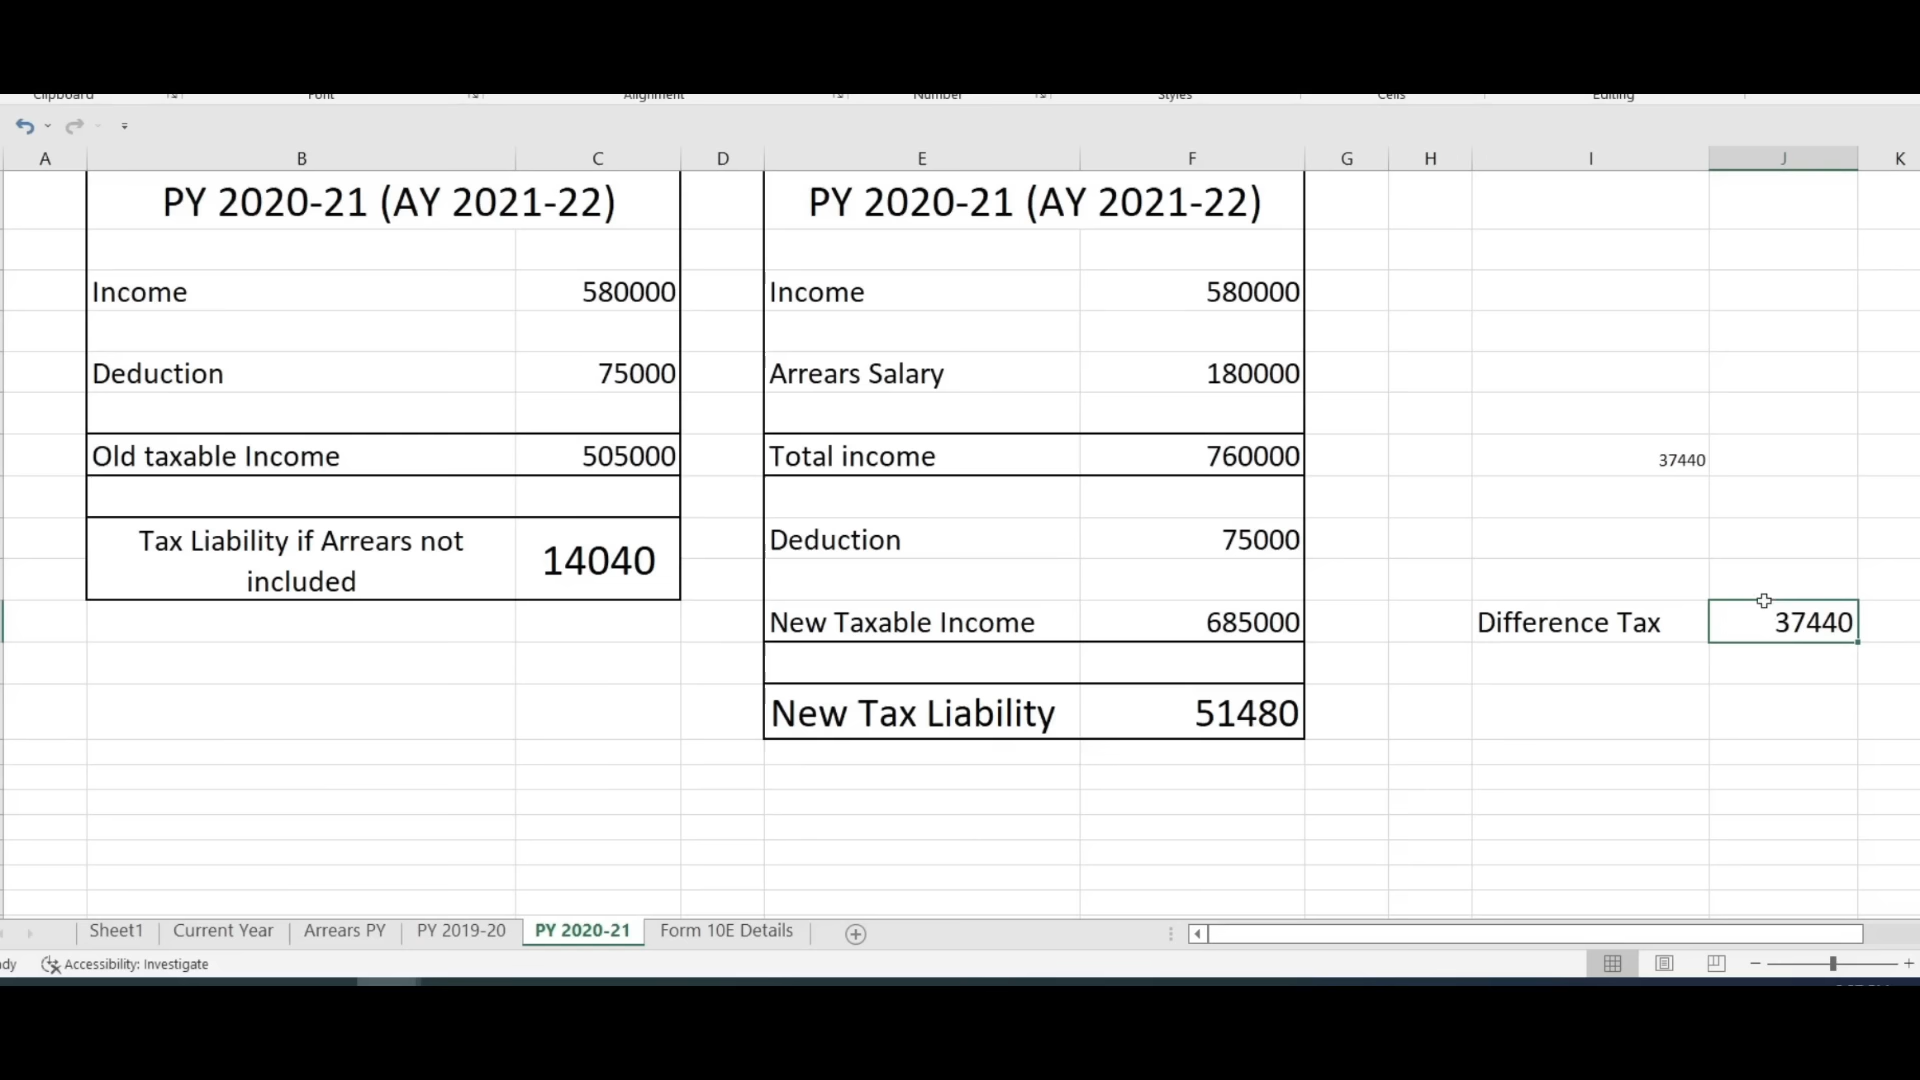 Clipboard Font Alignment Number Styles Cells Editing
A B C D E F G H I J K
PY 2020-21 (AY 2021-22) PY 2020-21 (AY 2021-22)
Income 580000 Income 580000
Deduction 75000 Arrears Salary 180000
Old taxable Income 505000 Total income 760000 37440
Tax Liability if Arrears not
included 14040
Deduction 75000
New Taxable Income 685000 Difference Tax 37440
New Tax Liability 51480
Sheet1 Current Year Arrears PY PY 2019-20 PY 2020-21 Form 10E Details
dy Accessibility: Investigate